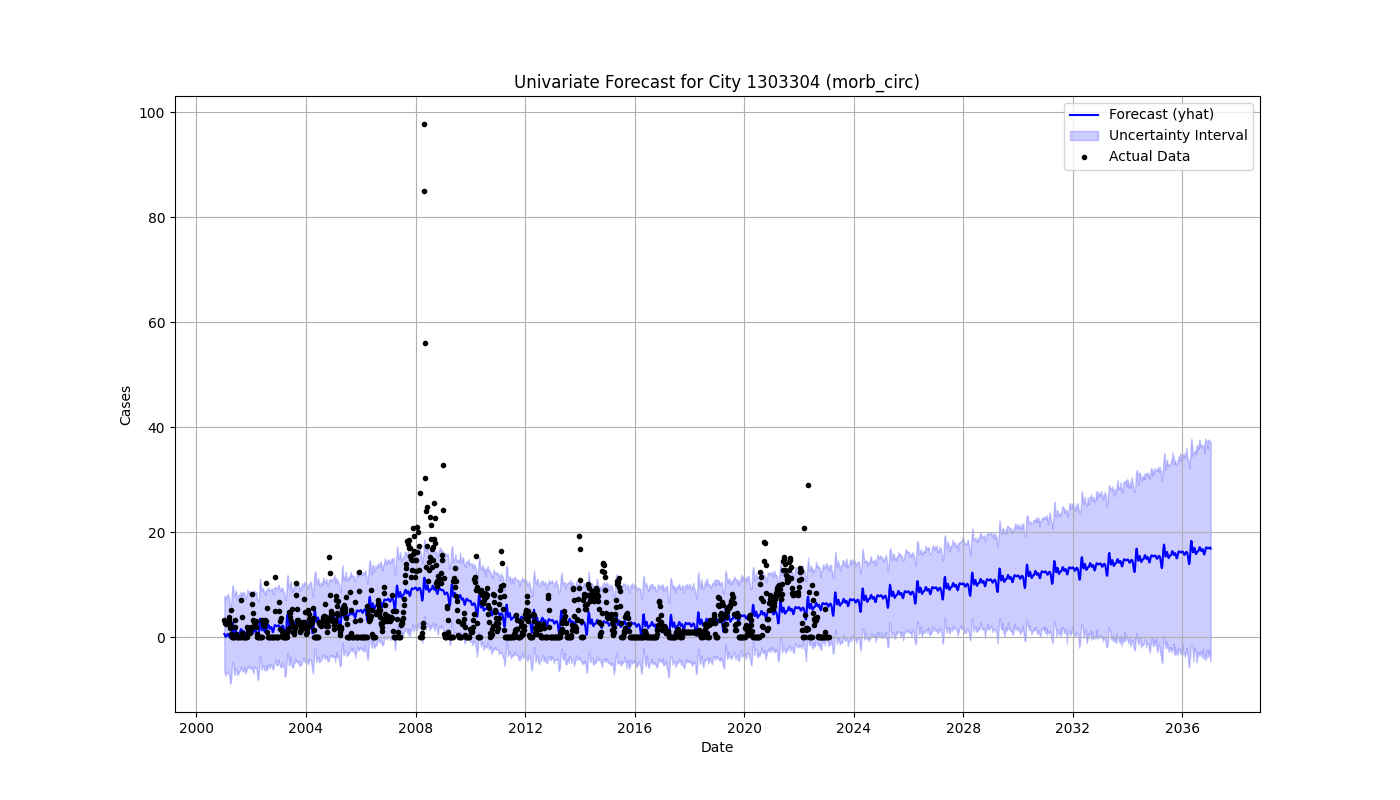 Univariate Forecast for City 1303304 (morb_circ)
Forecast (yhat)
Uncertainty Interval
Actual Data
100
80
60
40
20
0
Cases
2000 2004 2008 2012 2016 2020 2024 2028 2032 2036
Date